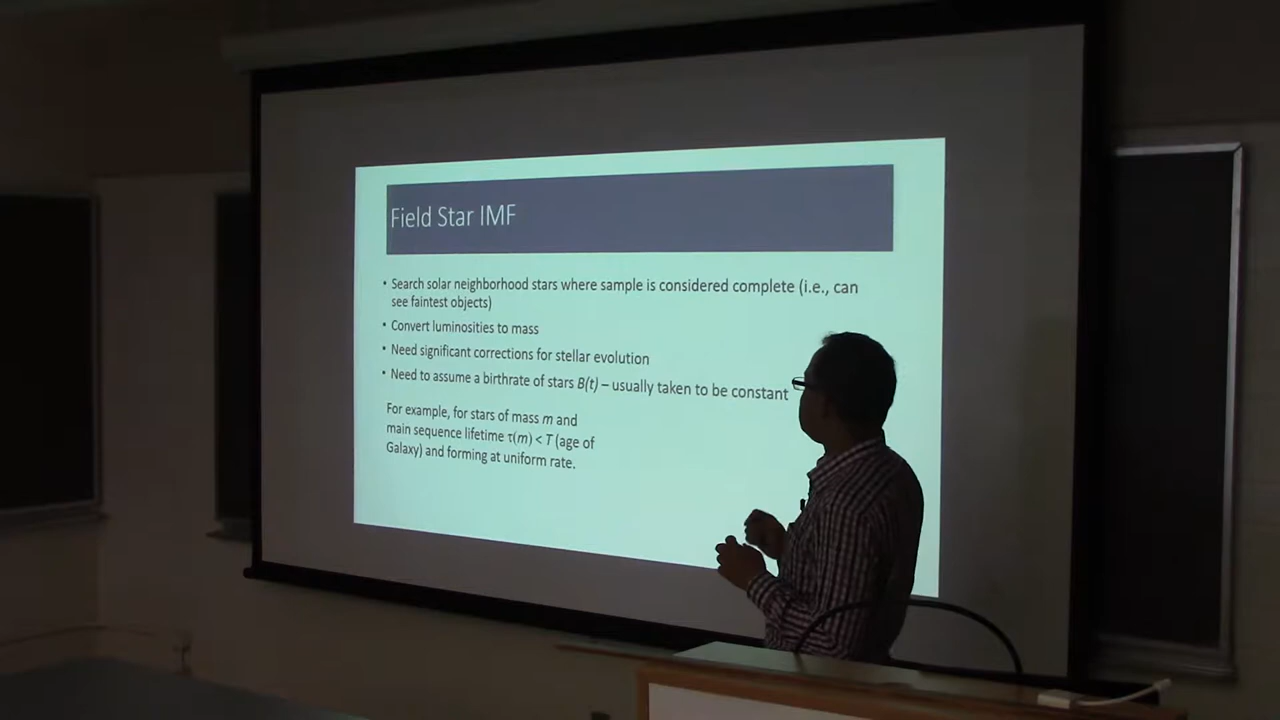 Field Star IMF
• Search solar neighborhood stars where sample is considered complete (i.e., can
see faintest objects)
• Convert luminosities to mass
• Need significant corrections for stellar evolution
• Need to assume a birthrate of stars B(t) – usually taken to be constant
For example, for stars of mass m and
main sequence lifetime τ(m) < T (age of
Galaxy) and forming at uniform rate.